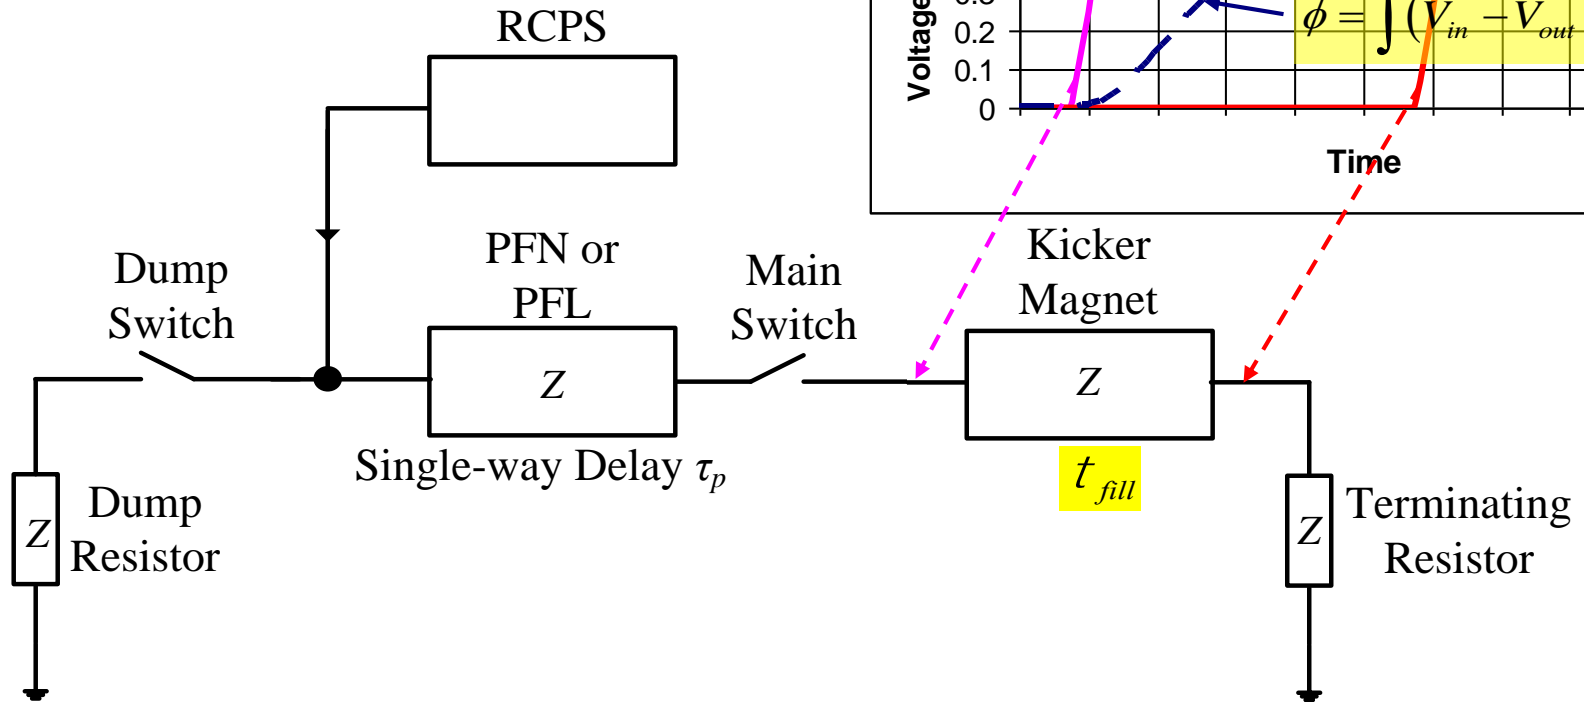 RCPS
Voltage
0.2
0.1
0
ϕ = ∫ (V_in − V_out
Time
Dump
Switch
PFN or
PFL
Main
Switch
Kicker
Magnet
Z
Z
Single-way Delay τ_p
t_fill
Z
Dump
Resistor
Z
Terminating
Resistor